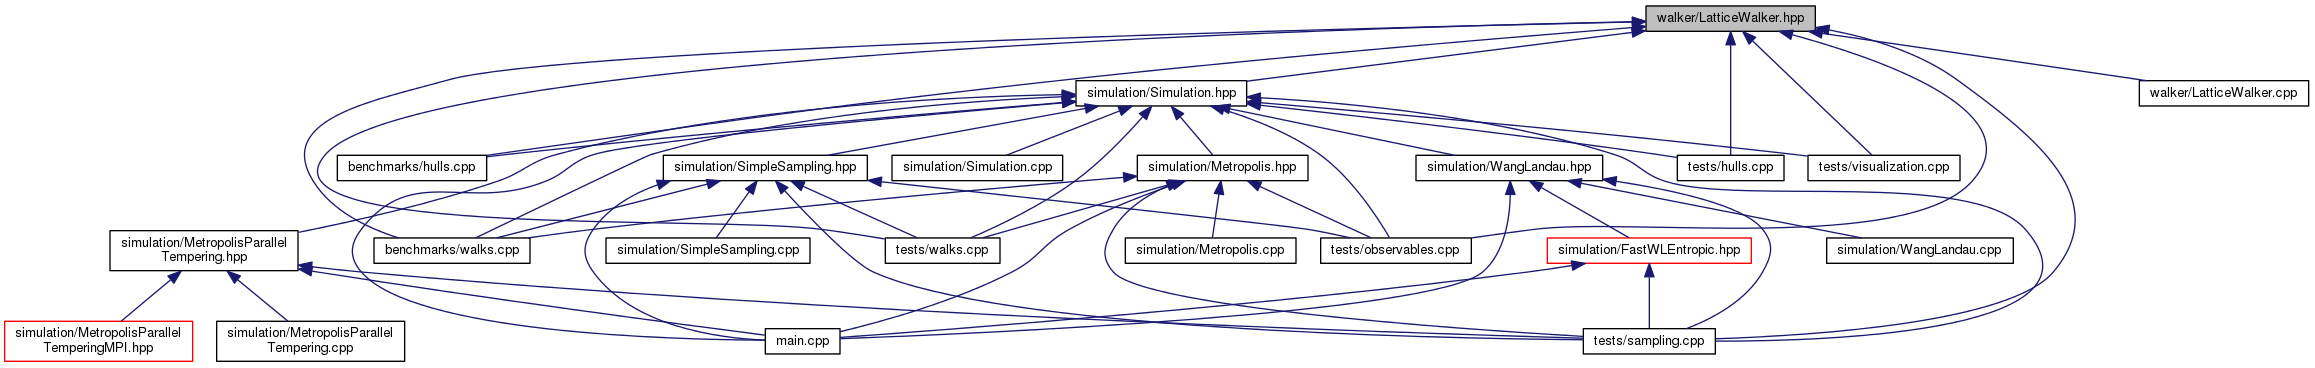 walker/LatticeWalker.hpp
simulation/Simulation.hpp
walker/LatticeWalker.cpp
benchmarks/hulls.cpp
simulation/SimpleSampling.hpp
simulation/Simulation.cpp
simulation/Metropolis.hpp
simulation/WangLandau.hpp
tests/hulls.cpp
tests/visualization.cpp
simulation/MetropolisParallel
Tempering.hpp
benchmarks/walks.cpp
simulation/SimpleSampling.cpp
tests/walks.cpp
simulation/Metropolis.cpp
tests/observables.cpp
simulation/FastWLEntropic.hpp
simulation/WangLandau.cpp
simulation/MetropolisParallel
TemperingMPI.hpp
simulation/MetropolisParallel
Tempering.cpp
main.cpp
tests/sampling.cpp